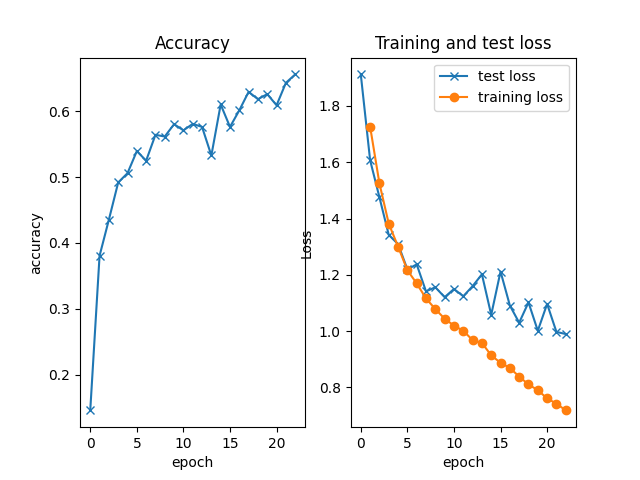 Accuracy
accuracy
0.6
0.5
0.4
0.3
0.2
0 5 10 15 20
epoch
Training and test loss
test loss
training loss
Loss
1.8
1.6
1.4
1.2
1.0
0.8
0 5 10 15 20
epoch